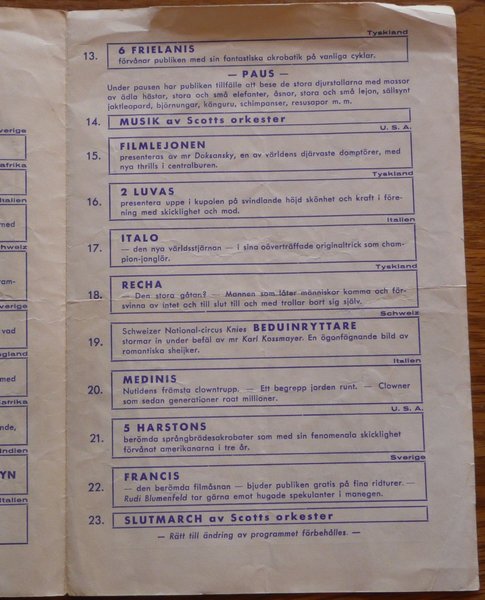 Tyskland
13. 6 FRIELANIS
förvånar publiken med sin fantastiska akrobatik på vanliga cyklar.
— PAUS —
Under pausen har publiken tillfälle att bese de stora djurstallarna med massor
av ädla hästar, stora och små elefanter, åsnor, stora och små lejon, sällsynt
jaktleopard, björnungar, känguru, schimpanser, resusapor m. m.
14. MUSIK av Scotts orkester
U. S. A.
15. FILMLEJONEN
presenteras av mr Doksansky, en av världens djärvaste domptörer, med
nya thrills i centralburen.
Tyskland
16. 2 LUVAS
presentera uppe i kupolen på svindlande höjd skönhet och kraft i före-
ning med skicklighet och mod.
Italien
17. ITALO
— den nya världsstjärnan — i sina oöverträffade originaltrick som cham-
pion-jonglör.
Tyskland
18. RECHA
— Den stora gåtan? — Mannen som låter människor komma och för-
svinna av intet och till slut till och med trollar bort sig själv.
Schweiz
19. Schweizer National-circus Knies BEDUINRYTTARE
stormar in under befäl av mr Karl Kossmayer. En ögonfägnande bild av
romantiska sheijker.
Italien
20. MEDINIS
Nutidens främsta clowntrupp. — Ett begrepp jorden runt. — Clowner
som sedan generationer roat millioner.
U. S. A.
21. 5 HARSTONS
berömda språngbrädesakrobater som med sin fenomenala skicklighet
förvånat amerikanarna i tre år.
Sverige
22. FRANCIS
— den berömda filmåsnan — bjuder publiken gratis på fina ridturer. —
Rudi Blumenfeld tar gärna emot hugade spekulanter i manegen.
23. SLUTMARCH av Scotts orkester
— Rätt till ändring av programmet förbehålles. —